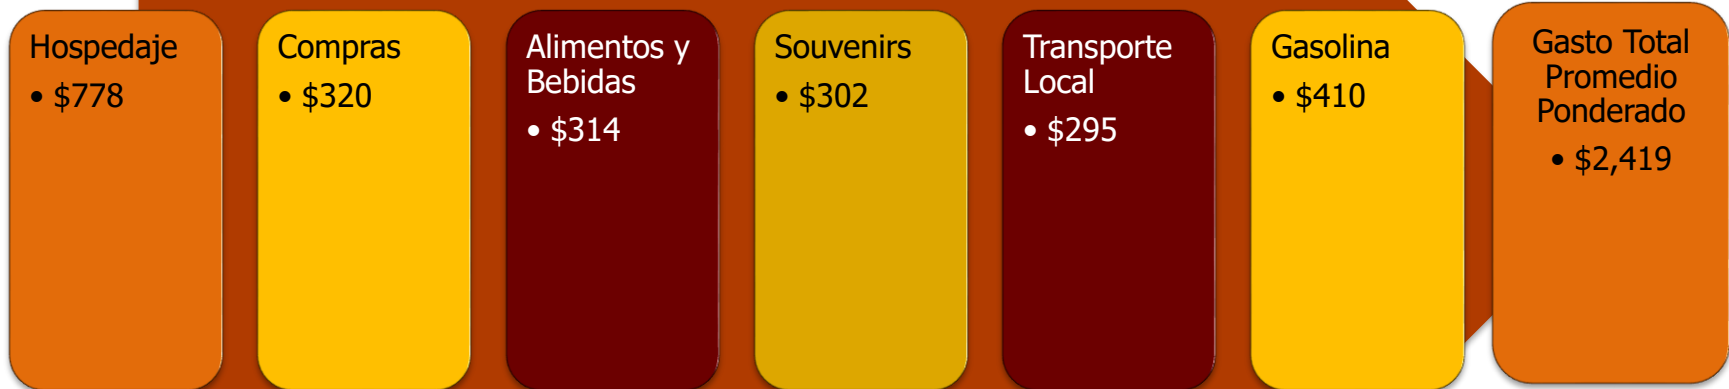 Hospedaje
• $778
Compras
• $320
Alimentos y
Bebidas
• $314
Souvenirs
• $302
Transporte
Local
• $295
Gasolina
• $410
Gasto Total
Promedio
Ponderado
• $2,419